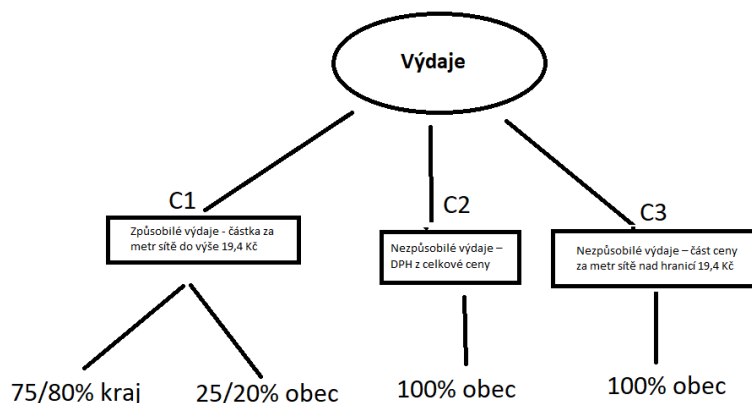 Výdaje
C1
C2
C3
Způsobilé výdaje - částka za
metr sítě do výše 19,4 Kč
Nezpůsobilé výdaje –
DPH z celkové ceny
Nezpůsobilé výdaje – část ceny
za metr sítě nad hranicí 19,4 Kč
75/80% kraj
25/20% obec
100% obec
100% obec